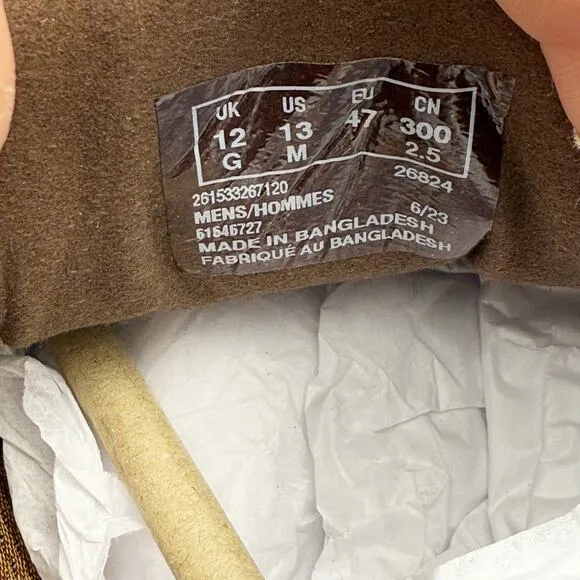 UK US EU CN
12 13 47 300
G M 2.5
261533267120 26824
MENS/HOMMES
61646727 6/23
MADE IN BANGLADESH
FABRIQUÉ AU BANGLADESH